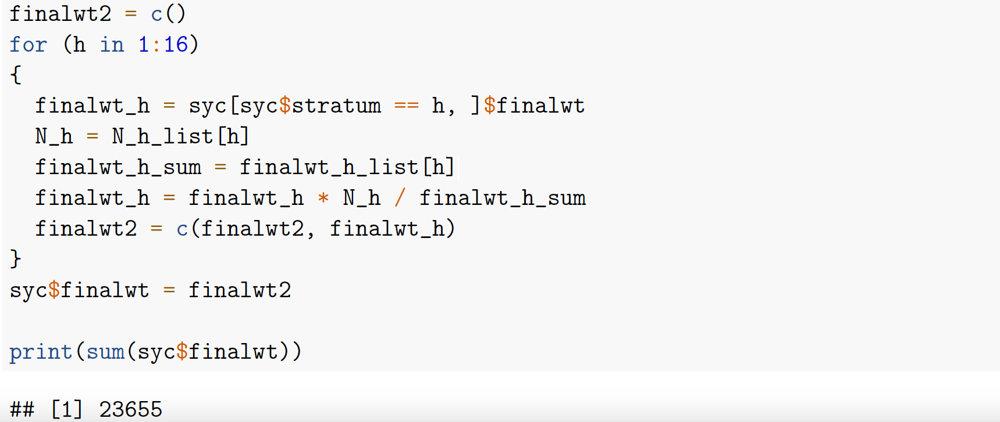 finalwt2 = c()
for (h in 1:16)
{
  finalwt_h = syc[syc$stratum == h, ]$finalwt
  N_h = N_h_list[h]
  finalwt_h_sum = finalwt_h_list[h]
  finalwt_h = finalwt_h * N_h / finalwt_h_sum
  finalwt2 = c(finalwt2, finalwt_h)
}
syc$finalwt = finalwt2

print(sum(syc$finalwt))

## [1] 23655